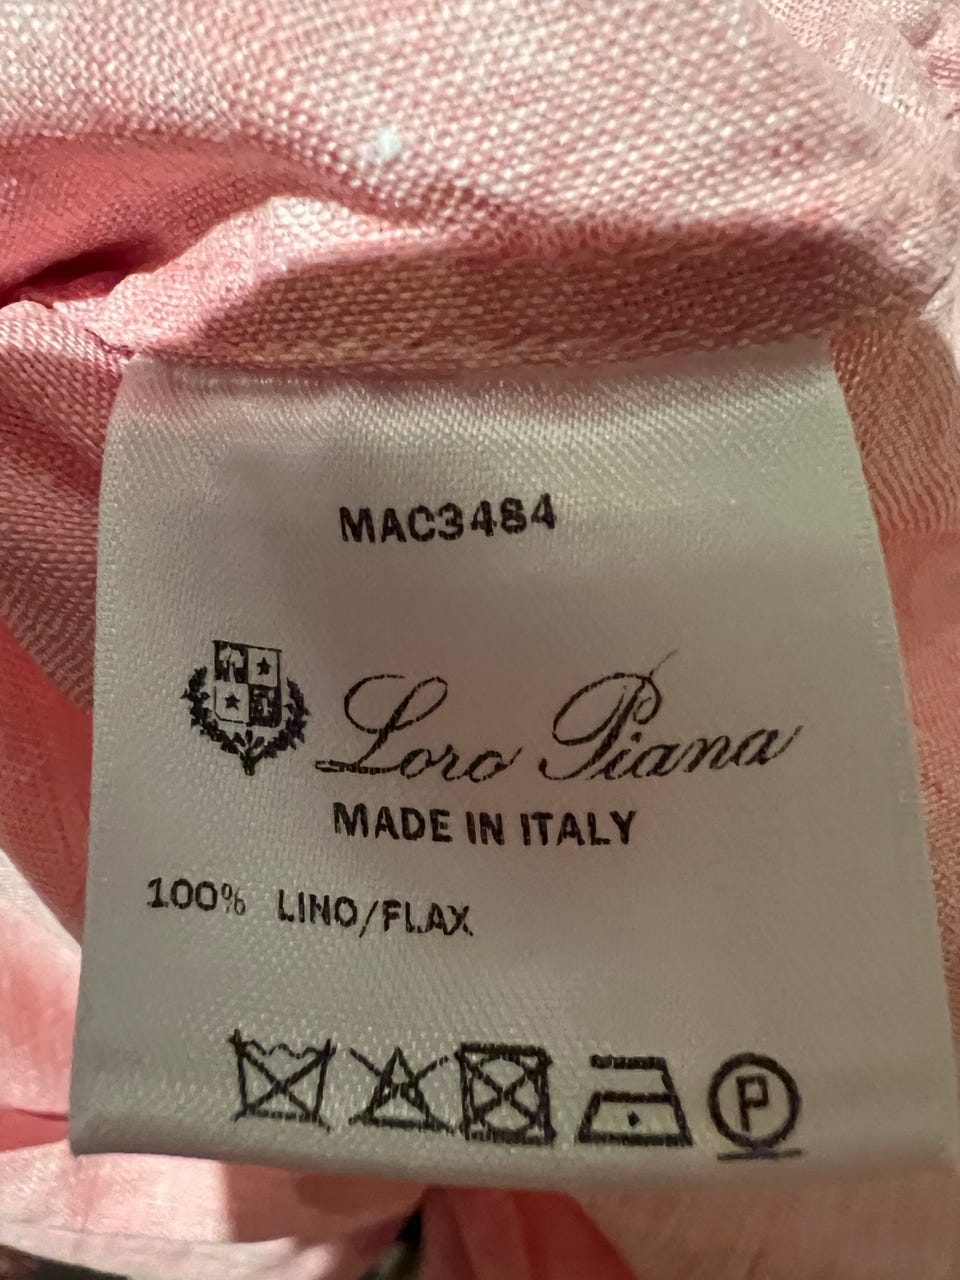 MAC3484
Loro Piana
MADE IN ITALY
100% LINO/FLAX
P